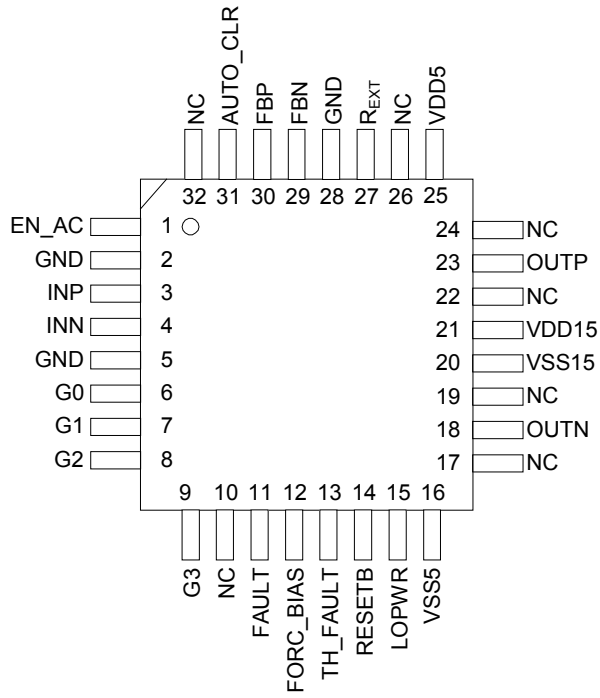 NC
AUTO_CLR
FBP
FBN
GND
REXT
NC
VDD5
32 31 30 29 28 27 26 25
EN_AC 1 24 NC
GND 2 23 OUTP
INP 3 22 NC
INN 4 21 VDD15
GND 5 20 VSS15
G0 6 19 NC
G1 7 18 OUTN
G2 8 17 NC
9 10 11 12 13 14 15 16
G3
NC
FAULT
FORC_BIAS
TH_FAULT
RESETB
LOPWR
VSS5